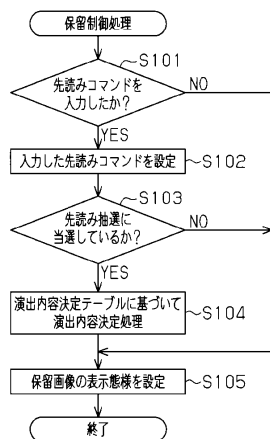 保留制御処理
S101
先読みコマンドを
入力したか?
NO
YES
入力した先読みコマンドを設定
S102
S103
先読み抽選に
当選しているか?
NO
YES
演出内容決定テーブルに基づいて
演出内容決定処理
S104
保留画像の表示態様を設定
S105
終了